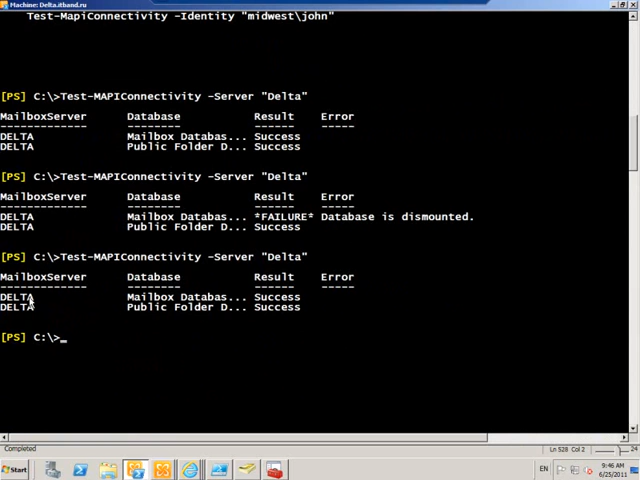 Machine: Delta.itband.ru
Test-MapiConnectivity -Identity "midwest\john"
[PS] C:\>Test-MAPIConnectivity -Server "Delta"
MailboxServer Database Result Error
------------- -------- ------ -----
DELTA Mailbox Databas... Success
DELTA Public Folder D... Success
[PS] C:\>Test-MAPIConnectivity -Server "Delta"
MailboxServer Database Result Error
------------- -------- ------ -----
DELTA Mailbox Databas... *FAILURE* Database is dismounted.
DELTA Public Folder D... Success
[PS] C:\>Test-MAPIConnectivity -Server "Delta"
MailboxServer Database Result Error
------------- -------- ------ -----
DELTA Mailbox Databas... Success
DELTA Public Folder D... Success
[PS] C:\>_
Completed Ln 528 Col 2 24
Start EN 9:46 AM
6/25/2011